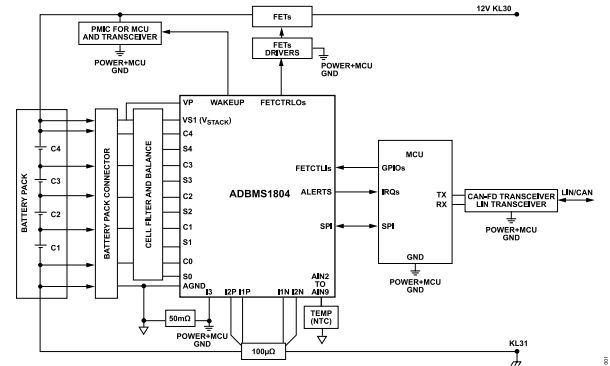 12V KL30
FETs
PMIC FOR MCU
AND TRANSCEIVER
POWER+MCU
GND
FETs
DRIVERS
POWER+MCU
GND
VP
WAKEUP
FETCTRLOs
VS1 (VSTACK)
C4
S4
C3
S3
C2
S2
C1
S1
C0
S0
AGND
ADBMS1804
FETCTLIs
ALERTS
SPI
I3
I2P
I1P
I1N
I2N
AIN2
TO
AIN9
BATTERY PACK
C4
C3
C2
C1
BATTERY PACK CONNECTOR
CELL FILTER AND BALANCE
MCU
GPIOs
IRQs
SPI
TX
RX
GND
POWER+MCU
GND
CAN-FD TRANSCEIVER
LIN TRANSCEIVER
LIN/CAN
POWER+MCU
GND
50mΩ
POWER+MCU
GND
100µΩ
TEMP
(NTC)
KL31
001